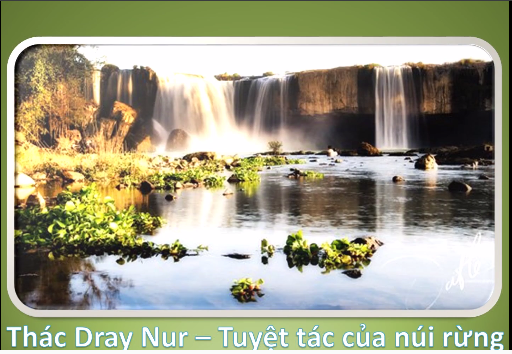 Thác Dray Nur – Tuyệt tác của núi rừng